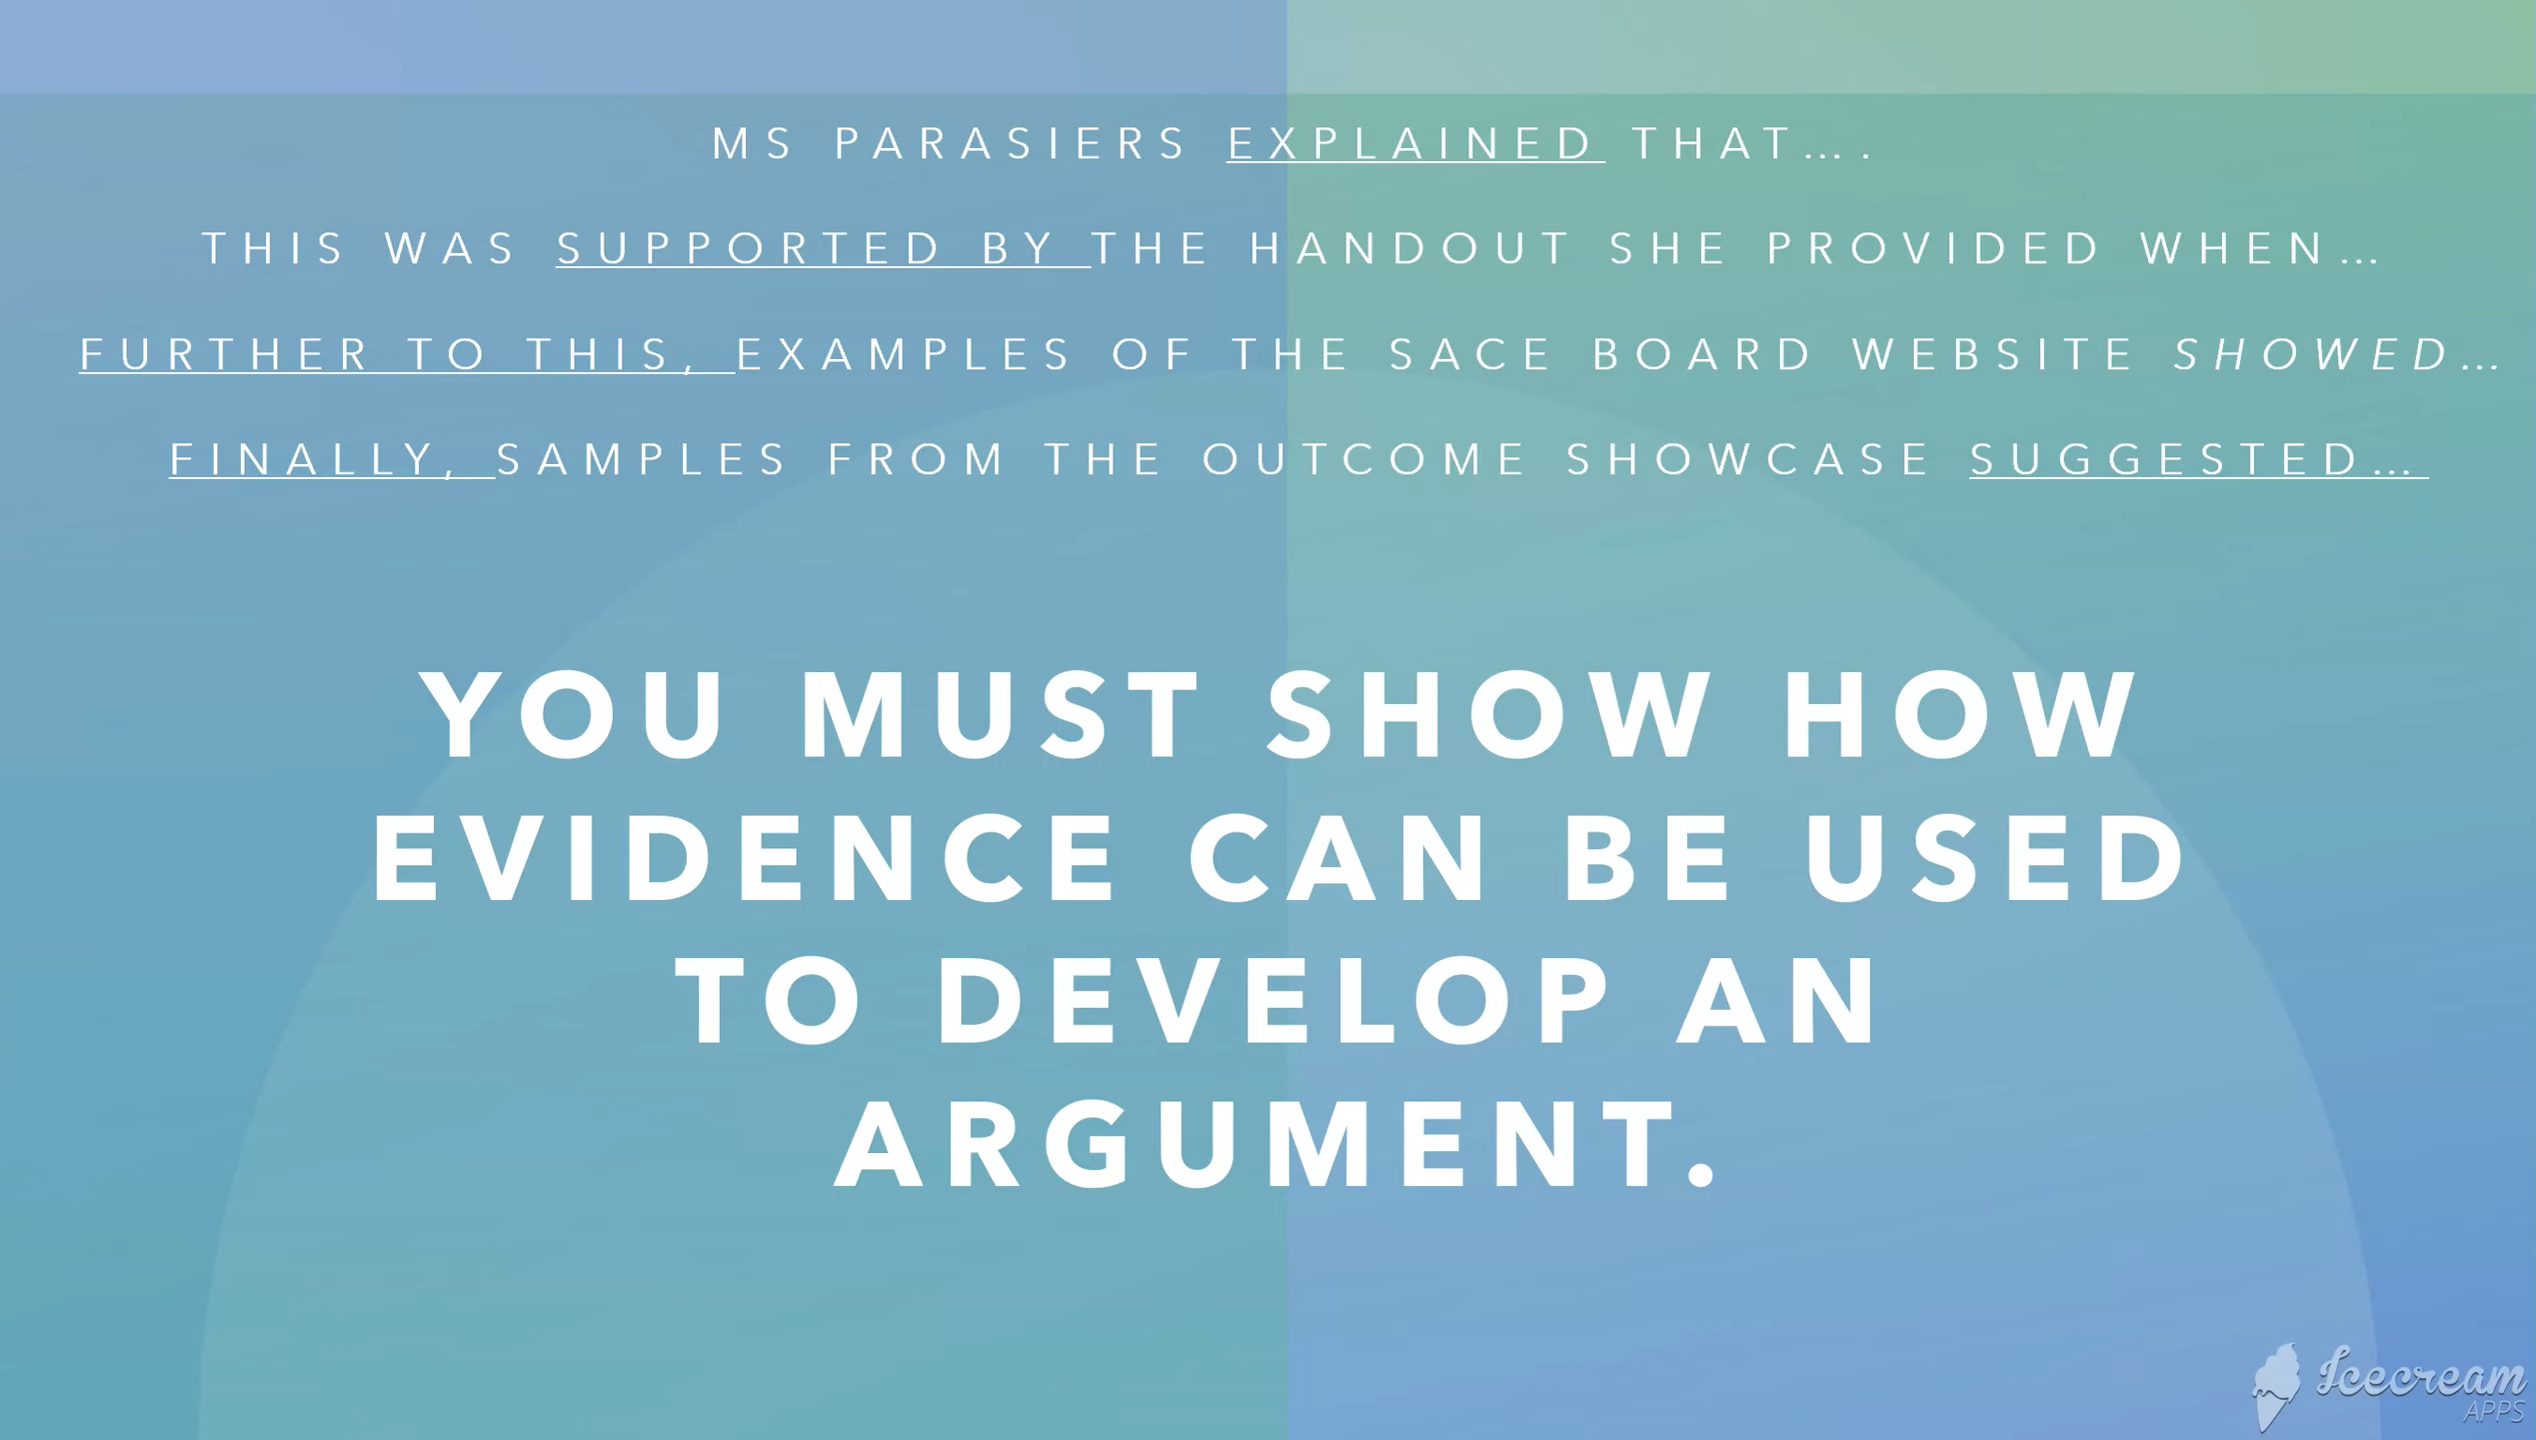 MS PARASIERS EXPLAINED THAT… .
THIS WAS SUPPORTED BY THE HANDOUT SHE PROVIDED WHEN…
FURTHER TO THIS, EXAMPLES OF THE SACE BOARD WEBSITE SHOWED…
FINALLY, SAMPLES FROM THE OUTCOME SHOWCASE SUGGESTED…
YOU MUST SHOW HOW
EVIDENCE CAN BE USED
TO DEVELOP AN
ARGUMENT.
Icecream
APPS